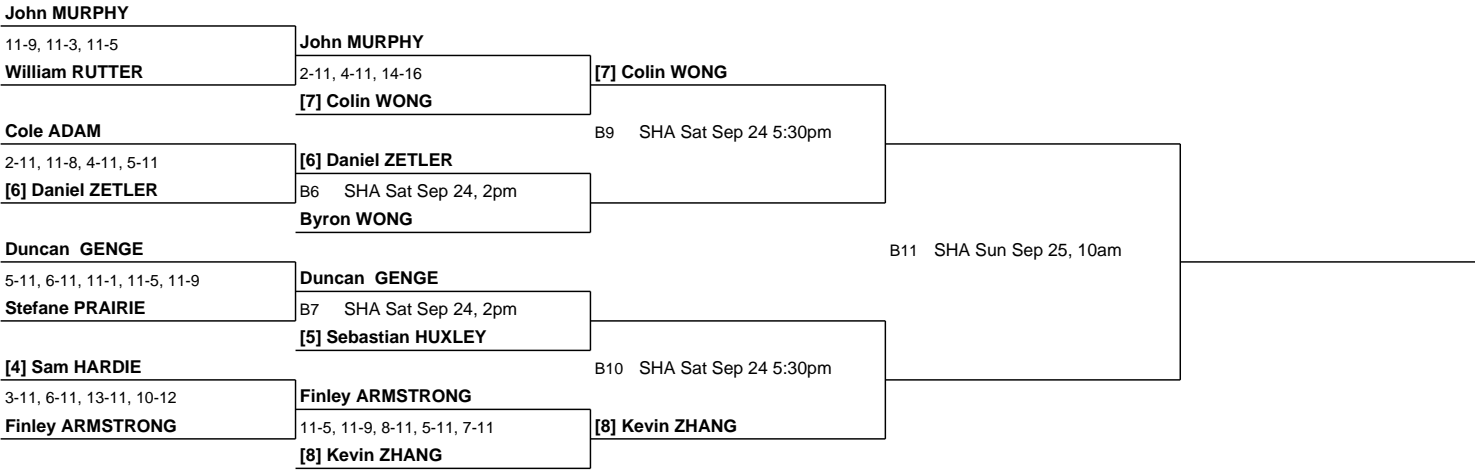 John MURPHY
11-9, 11-3, 11-5
William RUTTER
Cole ADAM
2-11, 11-8, 4-11, 5-11
[6] Daniel ZETLER
Duncan  GENGE
5-11, 6-11, 11-1, 11-5, 11-9
Stefane PRAIRIE
[4] Sam HARDIE
3-11, 6-11, 13-11, 10-12
Finley ARMSTRONG
John MURPHY
2-11, 4-11, 14-16
[7] Colin WONG
[6] Daniel ZETLER
B6 SHA Sat Sep 24, 2pm
Byron WONG
Duncan  GENGE
B7 SHA Sat Sep 24, 2pm
[5] Sebastian HUXLEY
Finley ARMSTRONG
11-5, 11-9, 8-11, 5-11, 7-11
[8] Kevin ZHANG
[7] Colin WONG
B9 SHA Sat Sep 24 5:30pm
B10 SHA Sat Sep 24 5:30pm
[8] Kevin ZHANG
B11 SHA Sun Sep 25, 10am